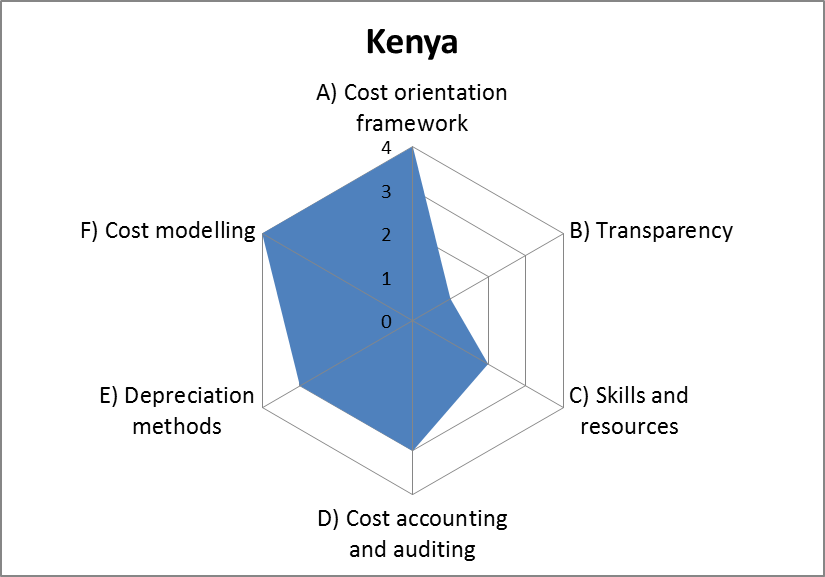 Kenya
A) Cost orientation
framework
4
3
2
1
0
B) Transparency
C) Skills and
resources
D) Cost accounting
and auditing
E) Depreciation
methods
F) Cost modelling